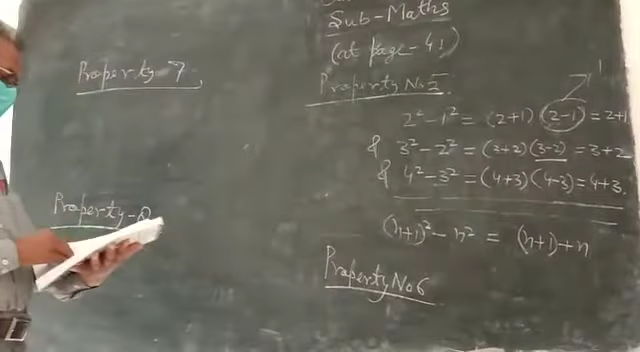 Sub-Maths
(at page-41)
Property No.5
1
2² - 1² = (2+1) (2-1) = 2+1
& 3² - 2² = (3+2) (3-2) = 3+2
& 4² - 3² = (4+3) (4-3) = 4+3.
(n+1)² - n² = (n+1)+n
Property No 6
Property-7,
Property-8